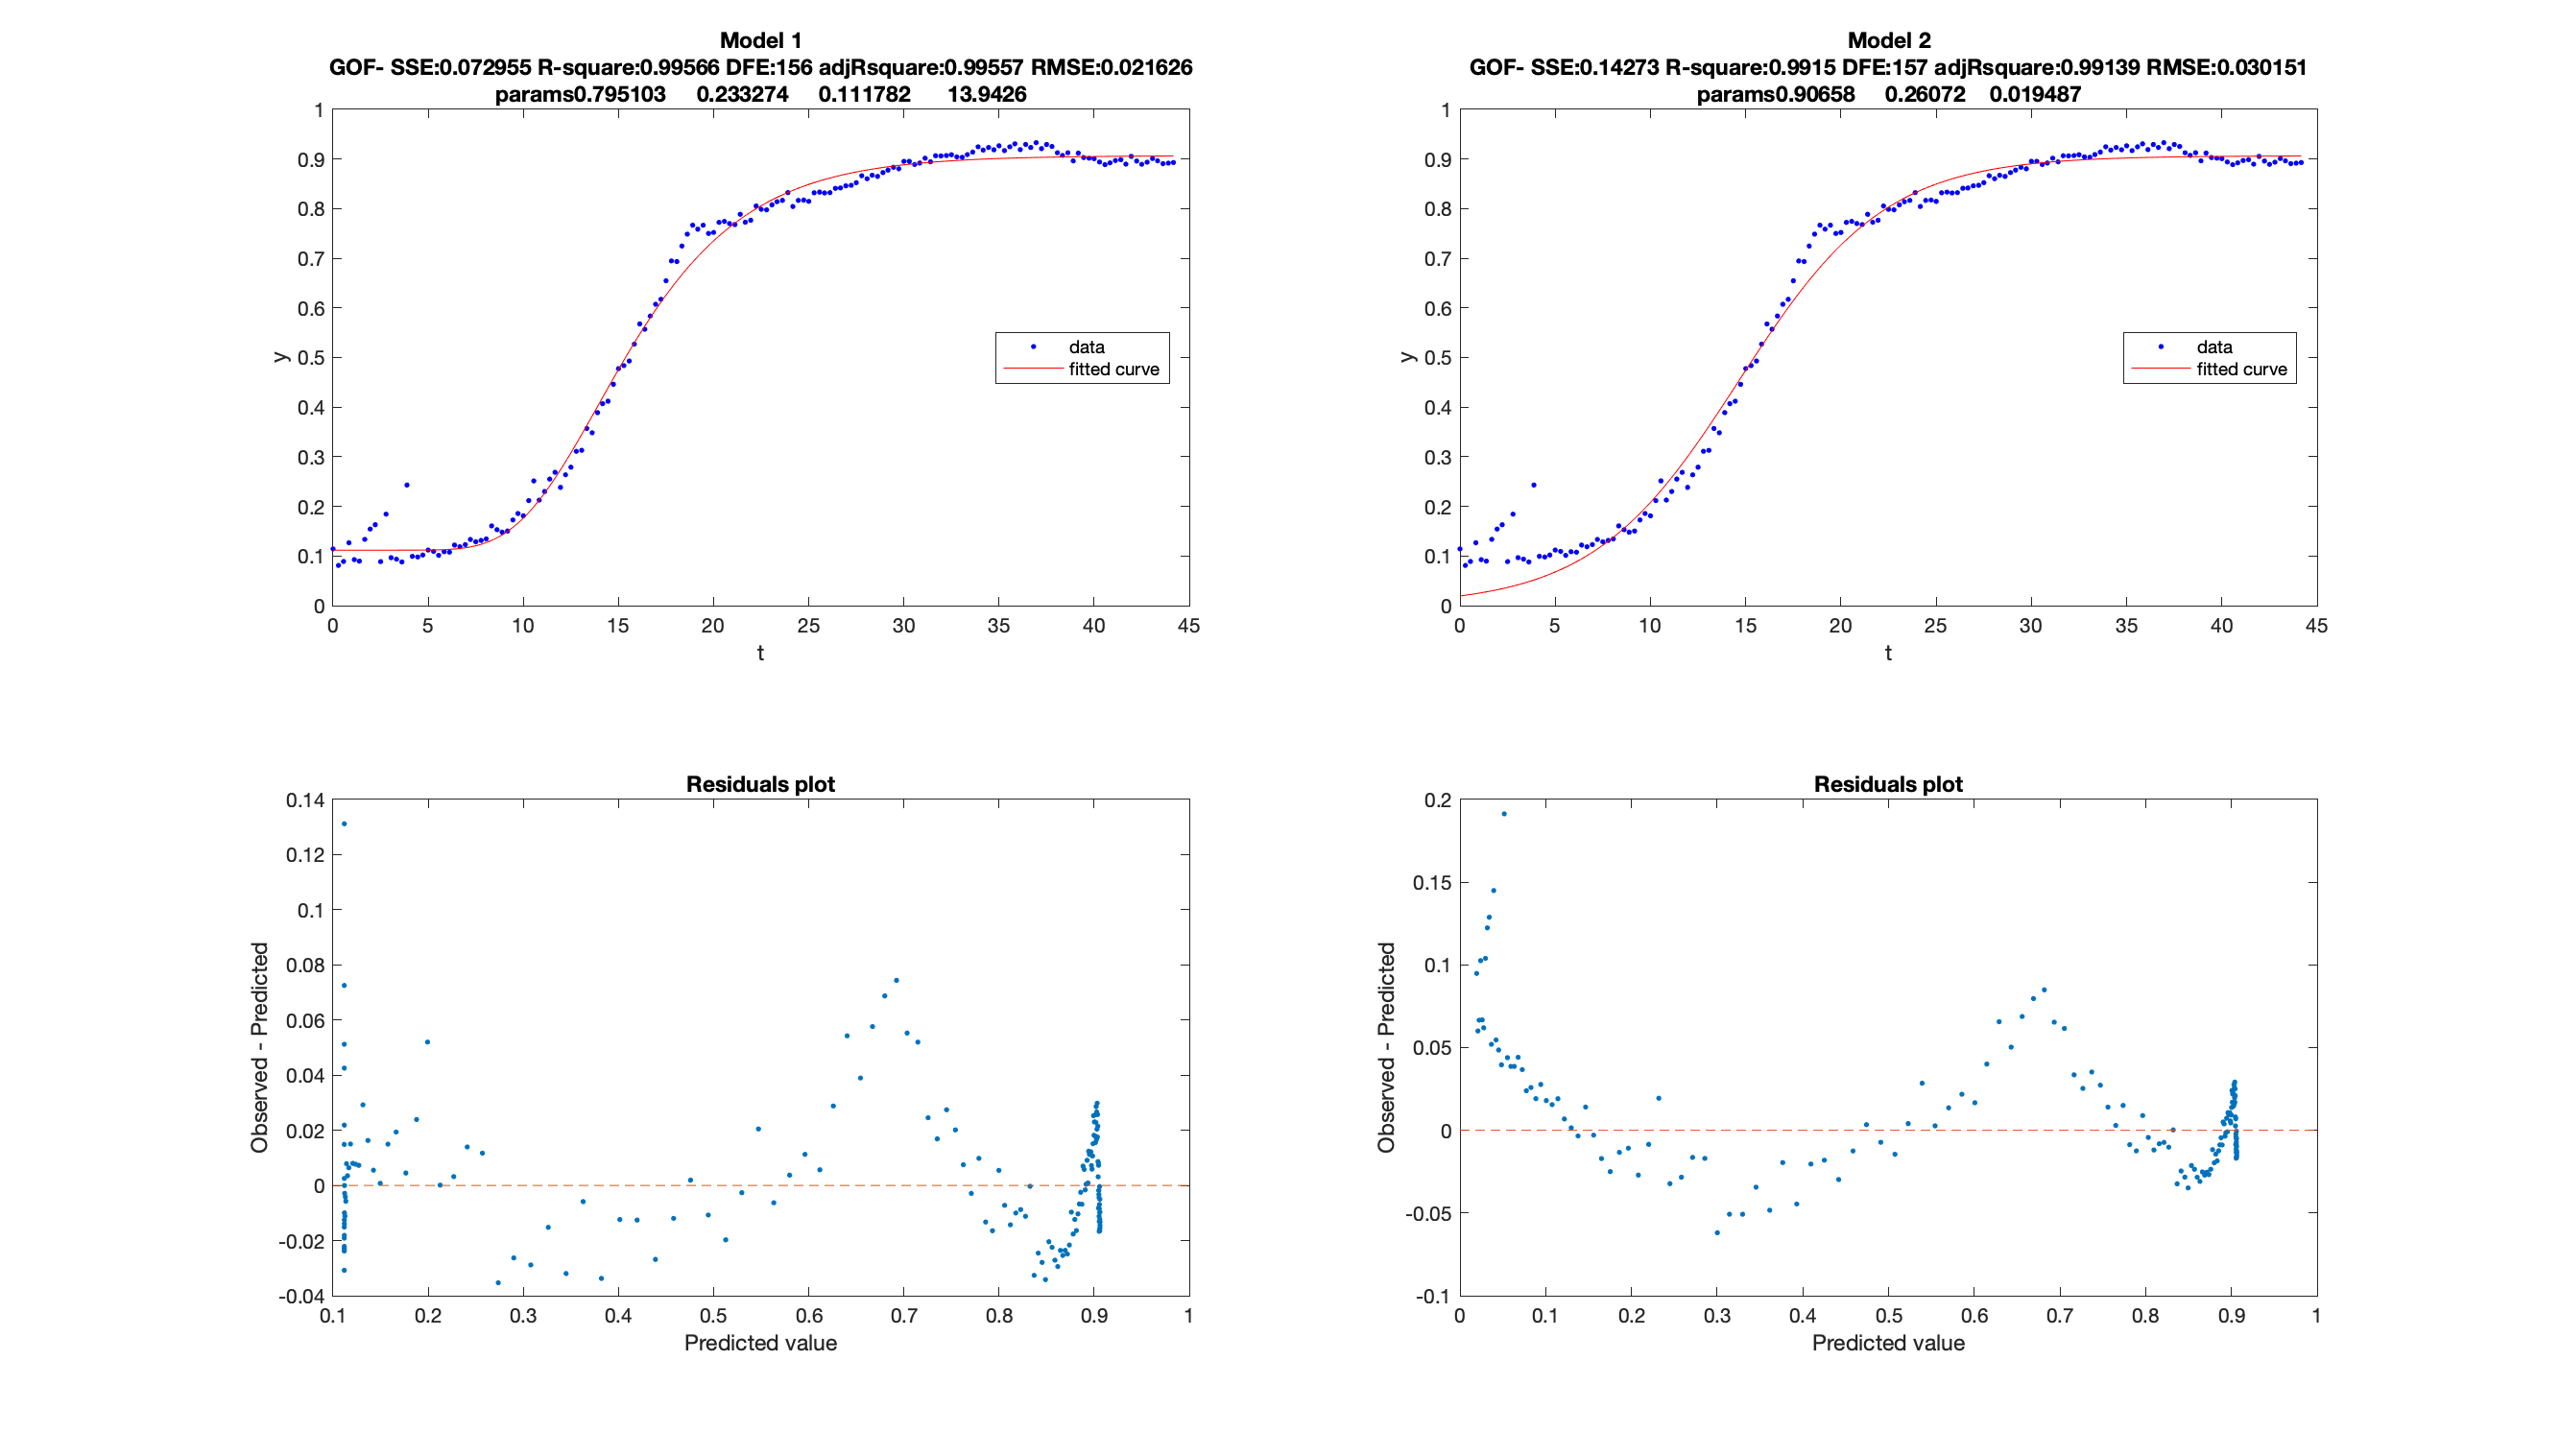 Model 1
GOF- SSE:0.072955 R-square:0.99566 DFE:156 adjRsquare:0.99557 RMSE:0.021626
params0.795103 0.233274 0.111782 13.9426
1
0.9
0.8
0.7
0.6
0.5
0.4
0.3
0.2
0.1
0
y
data
fitted curve
0 5 10 15 20 25 30 35 40 45
t
Model 2
GOF- SSE:0.14273 R-square:0.9915 DFE:157 adjRsquare:0.99139 RMSE:0.030151
params0.90658 0.26072 0.019487
1
0.9
0.8
0.7
0.6
0.5
0.4
0.3
0.2
0.1
0
y
data
fitted curve
0 5 10 15 20 25 30 35 40 45
t
Residuals plot
0.14
0.12
0.1
0.08
0.06
0.04
0.02
0
-0.02
-0.04
Observed - Predicted
0.1 0.2 0.3 0.4 0.5 0.6 0.7 0.8 0.9 1
Predicted value
Residuals plot
0.2
0.15
0.1
0.05
0
-0.05
-0.1
Observed - Predicted
0 0.1 0.2 0.3 0.4 0.5 0.6 0.7 0.8 0.9 1
Predicted value